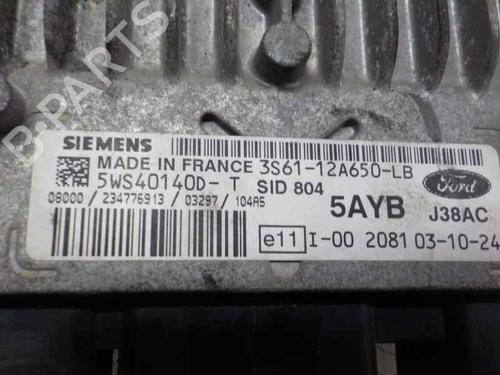 B-PARTS
SIEMENS
MADE IN FRANCE 3S61-12A650-LB
5WS40140D-T SID 804
Ford
08000 / 234776913 / 03297 / 104A5
5AYB J38AC
e11 I-00 2081 03-10-24